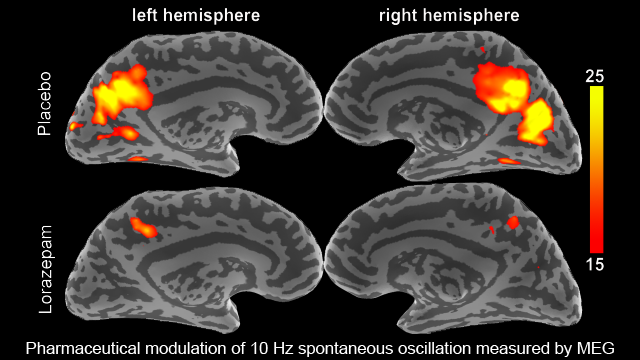 left hemisphere
right hemisphere
Placebo
25
15
Lorazepam
Pharmaceutical modulation of 10 Hz spontaneous oscillation measured by MEG